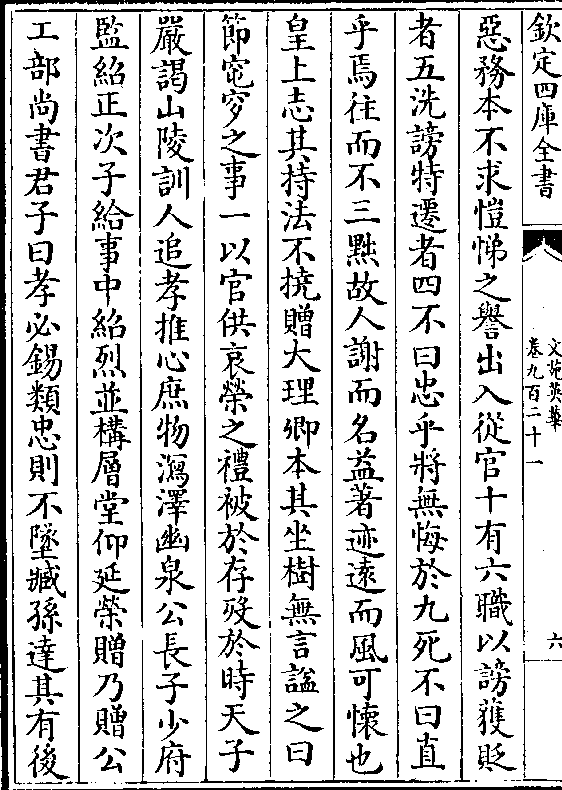 欽定四庫全書
文苑英華
卷九百二十一
六
惡務本不求愷悌之譽出入從官十有六職以謗獲貶
者五洗謗特遷者四不曰忠乎將無悔於九死不曰直
乎焉往而不三黜故人謝而名益著迹遠而風可懷也
皇上志其持法不撓贈大理卿本其坐樹無言諡之曰
節窀穸之事一以官供哀榮之禮被於存歿於時天子
嚴謁山陵訓人追孝推心庶物瀉澤幽泉公長子少府
監紹正次子給事中紹烈並構層堂仰延榮贈乃贈公
工部尚書君子曰孝必錫類忠則不墜臧孫達其有後